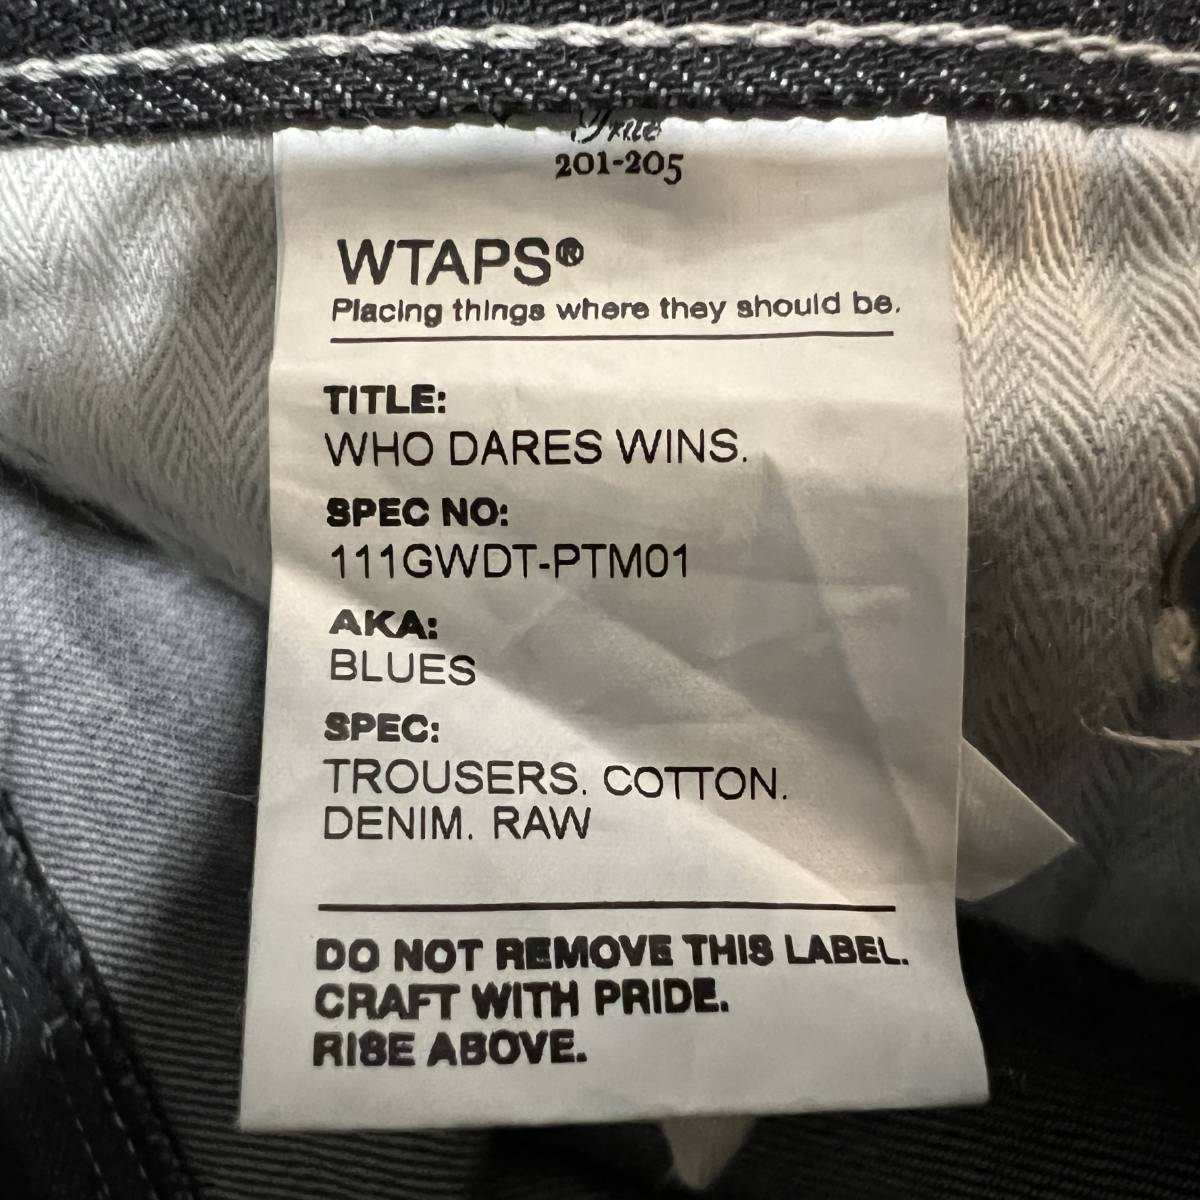 201-205
WTAPS®
Placing things where they should be.
TITLE:
WHO DARES WINS.
SPEC NO:
111GWDT-PTM01
AKA:
BLUES
SPEC:
TROUSERS. COTTON.
DENIM. RAW
DO NOT REMOVE THIS LABEL.
CRAFT WITH PRIDE.
RISE ABOVE.